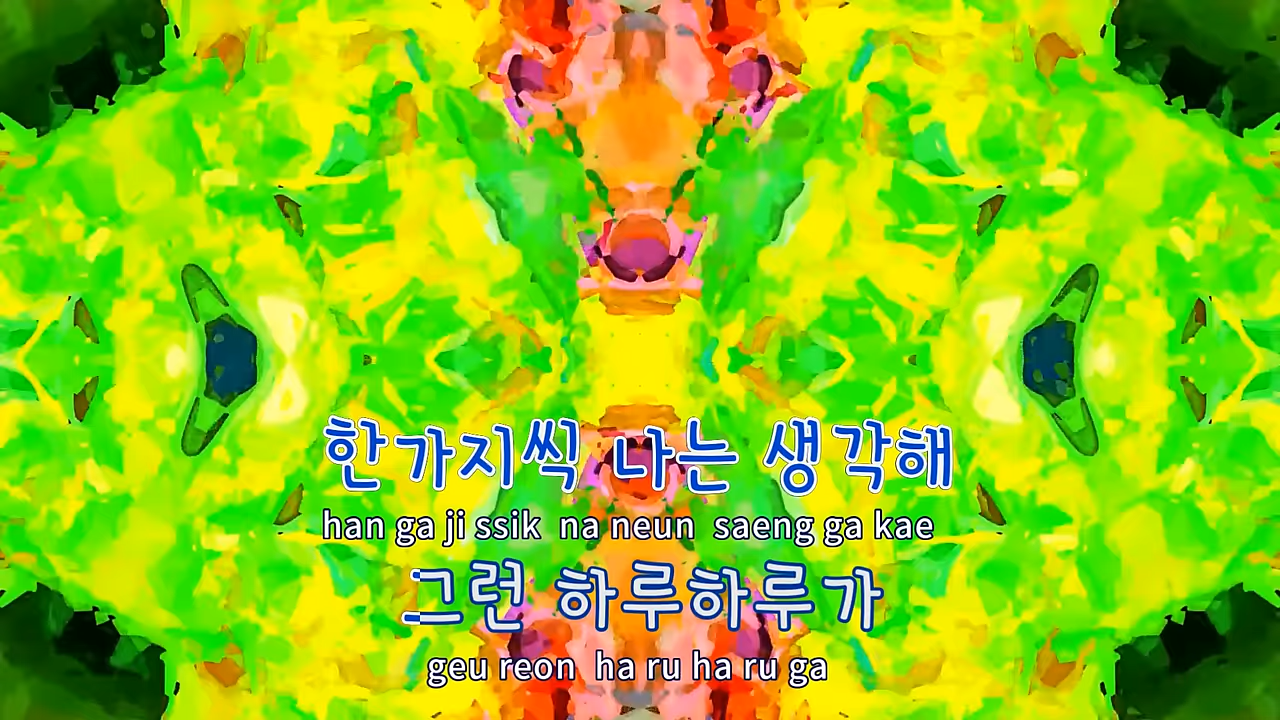 한가지씩 나는 생각해
han ga ji ssik na neun saeng ga kae
그런 하루하루가
geu reon ha ru ha ru ga